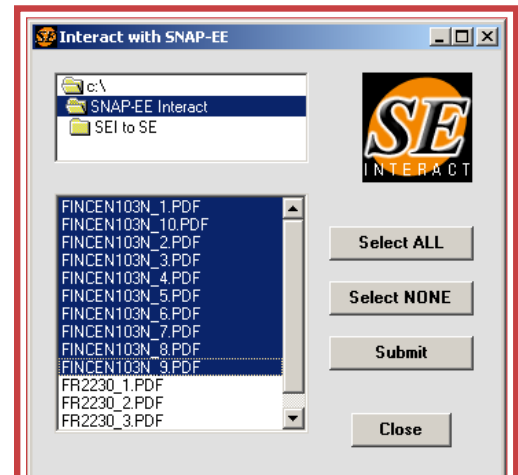 Interact with SNAP-EE
c:\
SNAP-EE Interact
SEI to SE
SE
INTERACT
FINCEN103N_1.PDF
FINCEN103N_10.PDF
FINCEN103N_2.PDF
FINCEN103N_3.PDF
FINCEN103N_4.PDF
FINCEN103N_5.PDF
FINCEN103N_6.PDF
FINCEN103N_7.PDF
FINCEN103N_8.PDF
FINCEN103N_9.PDF
FR2230_1.PDF
FR2230_2.PDF
FR2230_3.PDF
Select ALL
Select NONE
Submit
Close